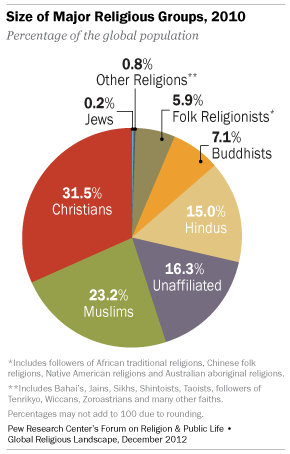 Size of Major Religious Groups, 2010
Percentage of the global population
0.8%
Other Religions**
0.2%
Jews
5.9%
Folk Religionists*
7.1%
Buddhists
31.5%
Christians
15.0%
Hindus
16.3%
Unaffiliated
23.2%
Muslims
*Includes followers of African traditional religions, Chinese folk
religions, Native American religions and Australian aboriginal religions.
**Includes Bahai's, Jains, Sikhs, Shintoists, Taoists, followers of
Tenrikyo, Wiccans, Zoroastrians and many other faiths.
Percentages may not add to 100 due to rounding.
Pew Research Center's Forum on Religion & Public Life •
Global Religious Landscape, December 2012